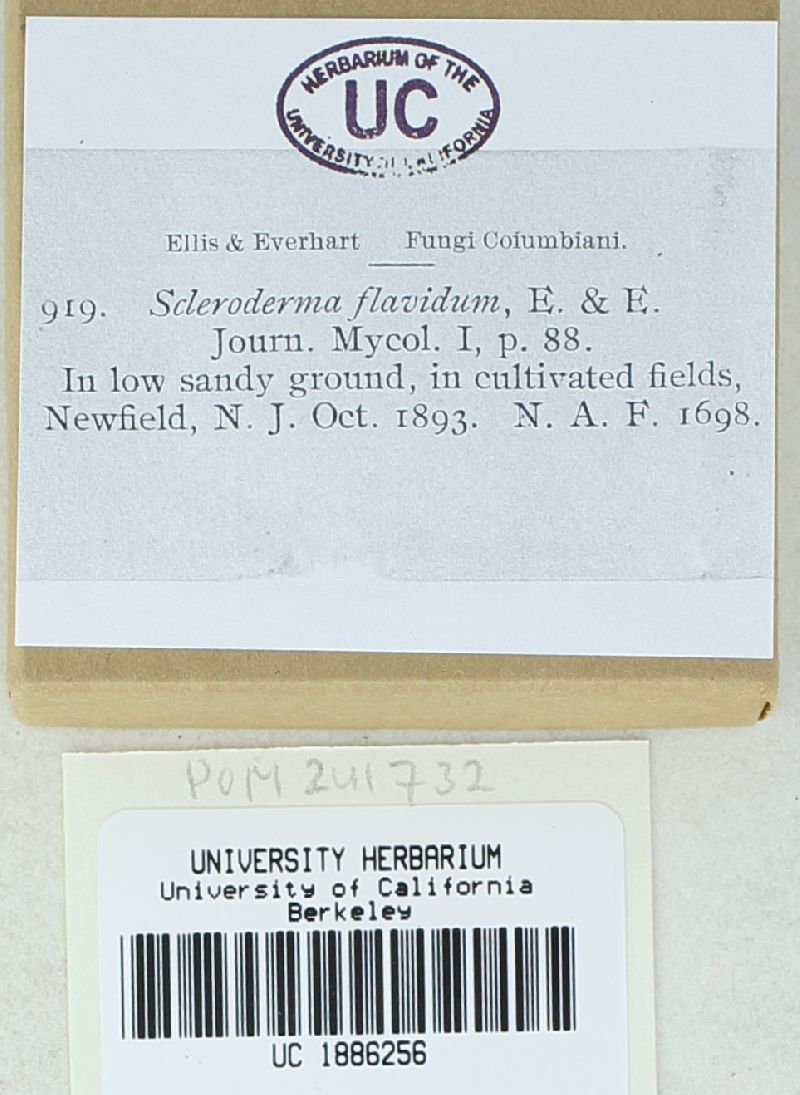 HERBARIUM OF THE
UC
UNIVERSITY OF CALIFORNIA
Ellis & Everhart Fungi Columbiani.
919. Scleroderma flavidum, E. & E.
Journ. Mycol. I, p. 88.
In low sandy ground, in cultivated fields,
Newfield, N. J. Oct. 1893. N. A. F. 1698.
POM 241732
UNIVERSITY HERBARIUM
University of California
Berkeley
UC 1886256